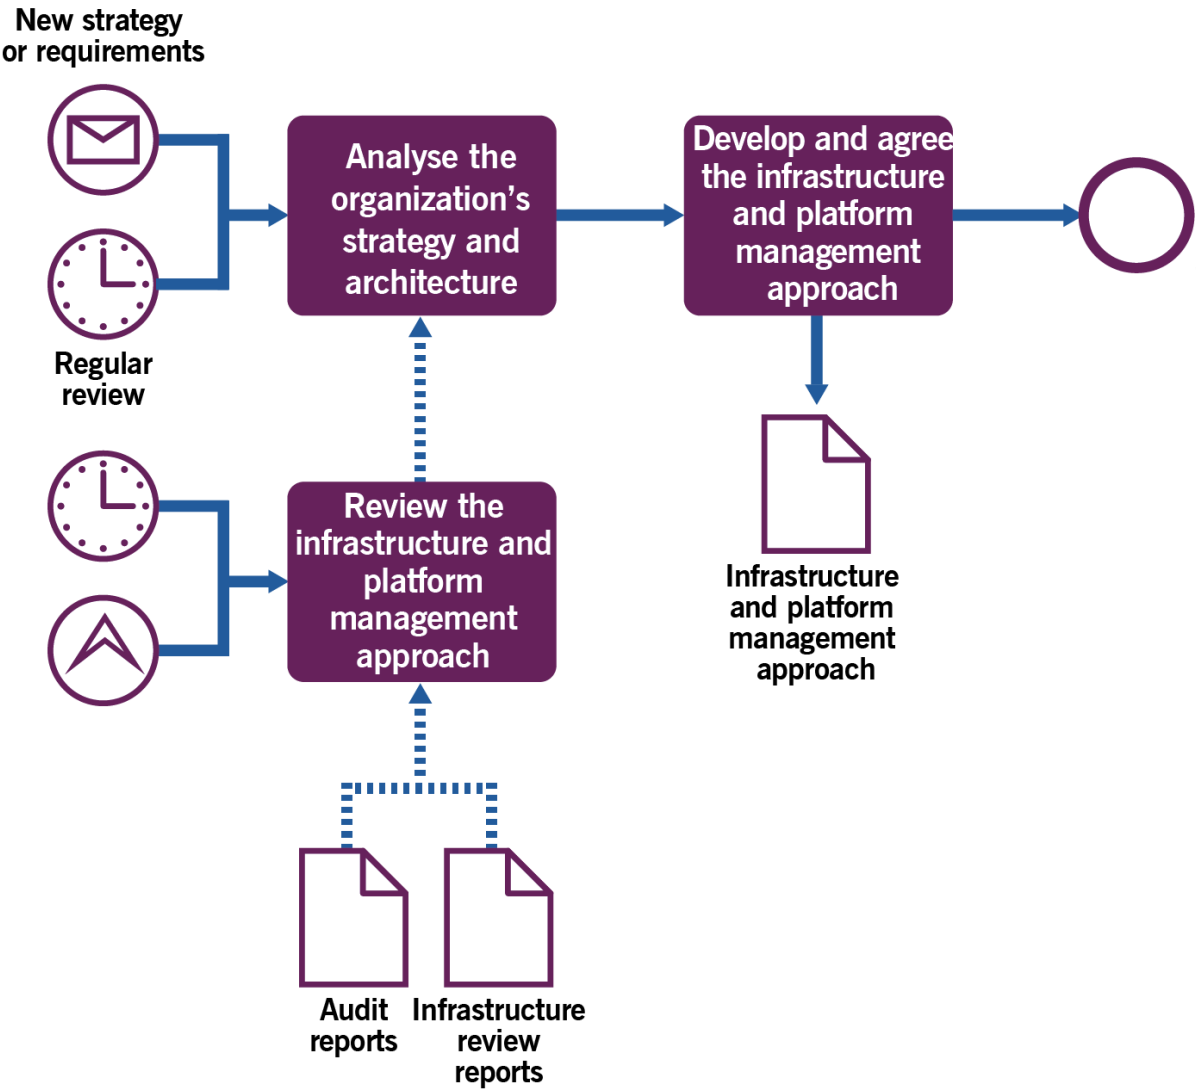 New strategy
or requirements
Analyse the
organization’s
strategy and
architecture
Develop and agree
the infrastructure
and platform
management
approach
Regular
review
Review the
infrastructure and
platform
management
approach
Infrastructure
and platform
management
approach
Audit
reports
Infrastructure
review
reports